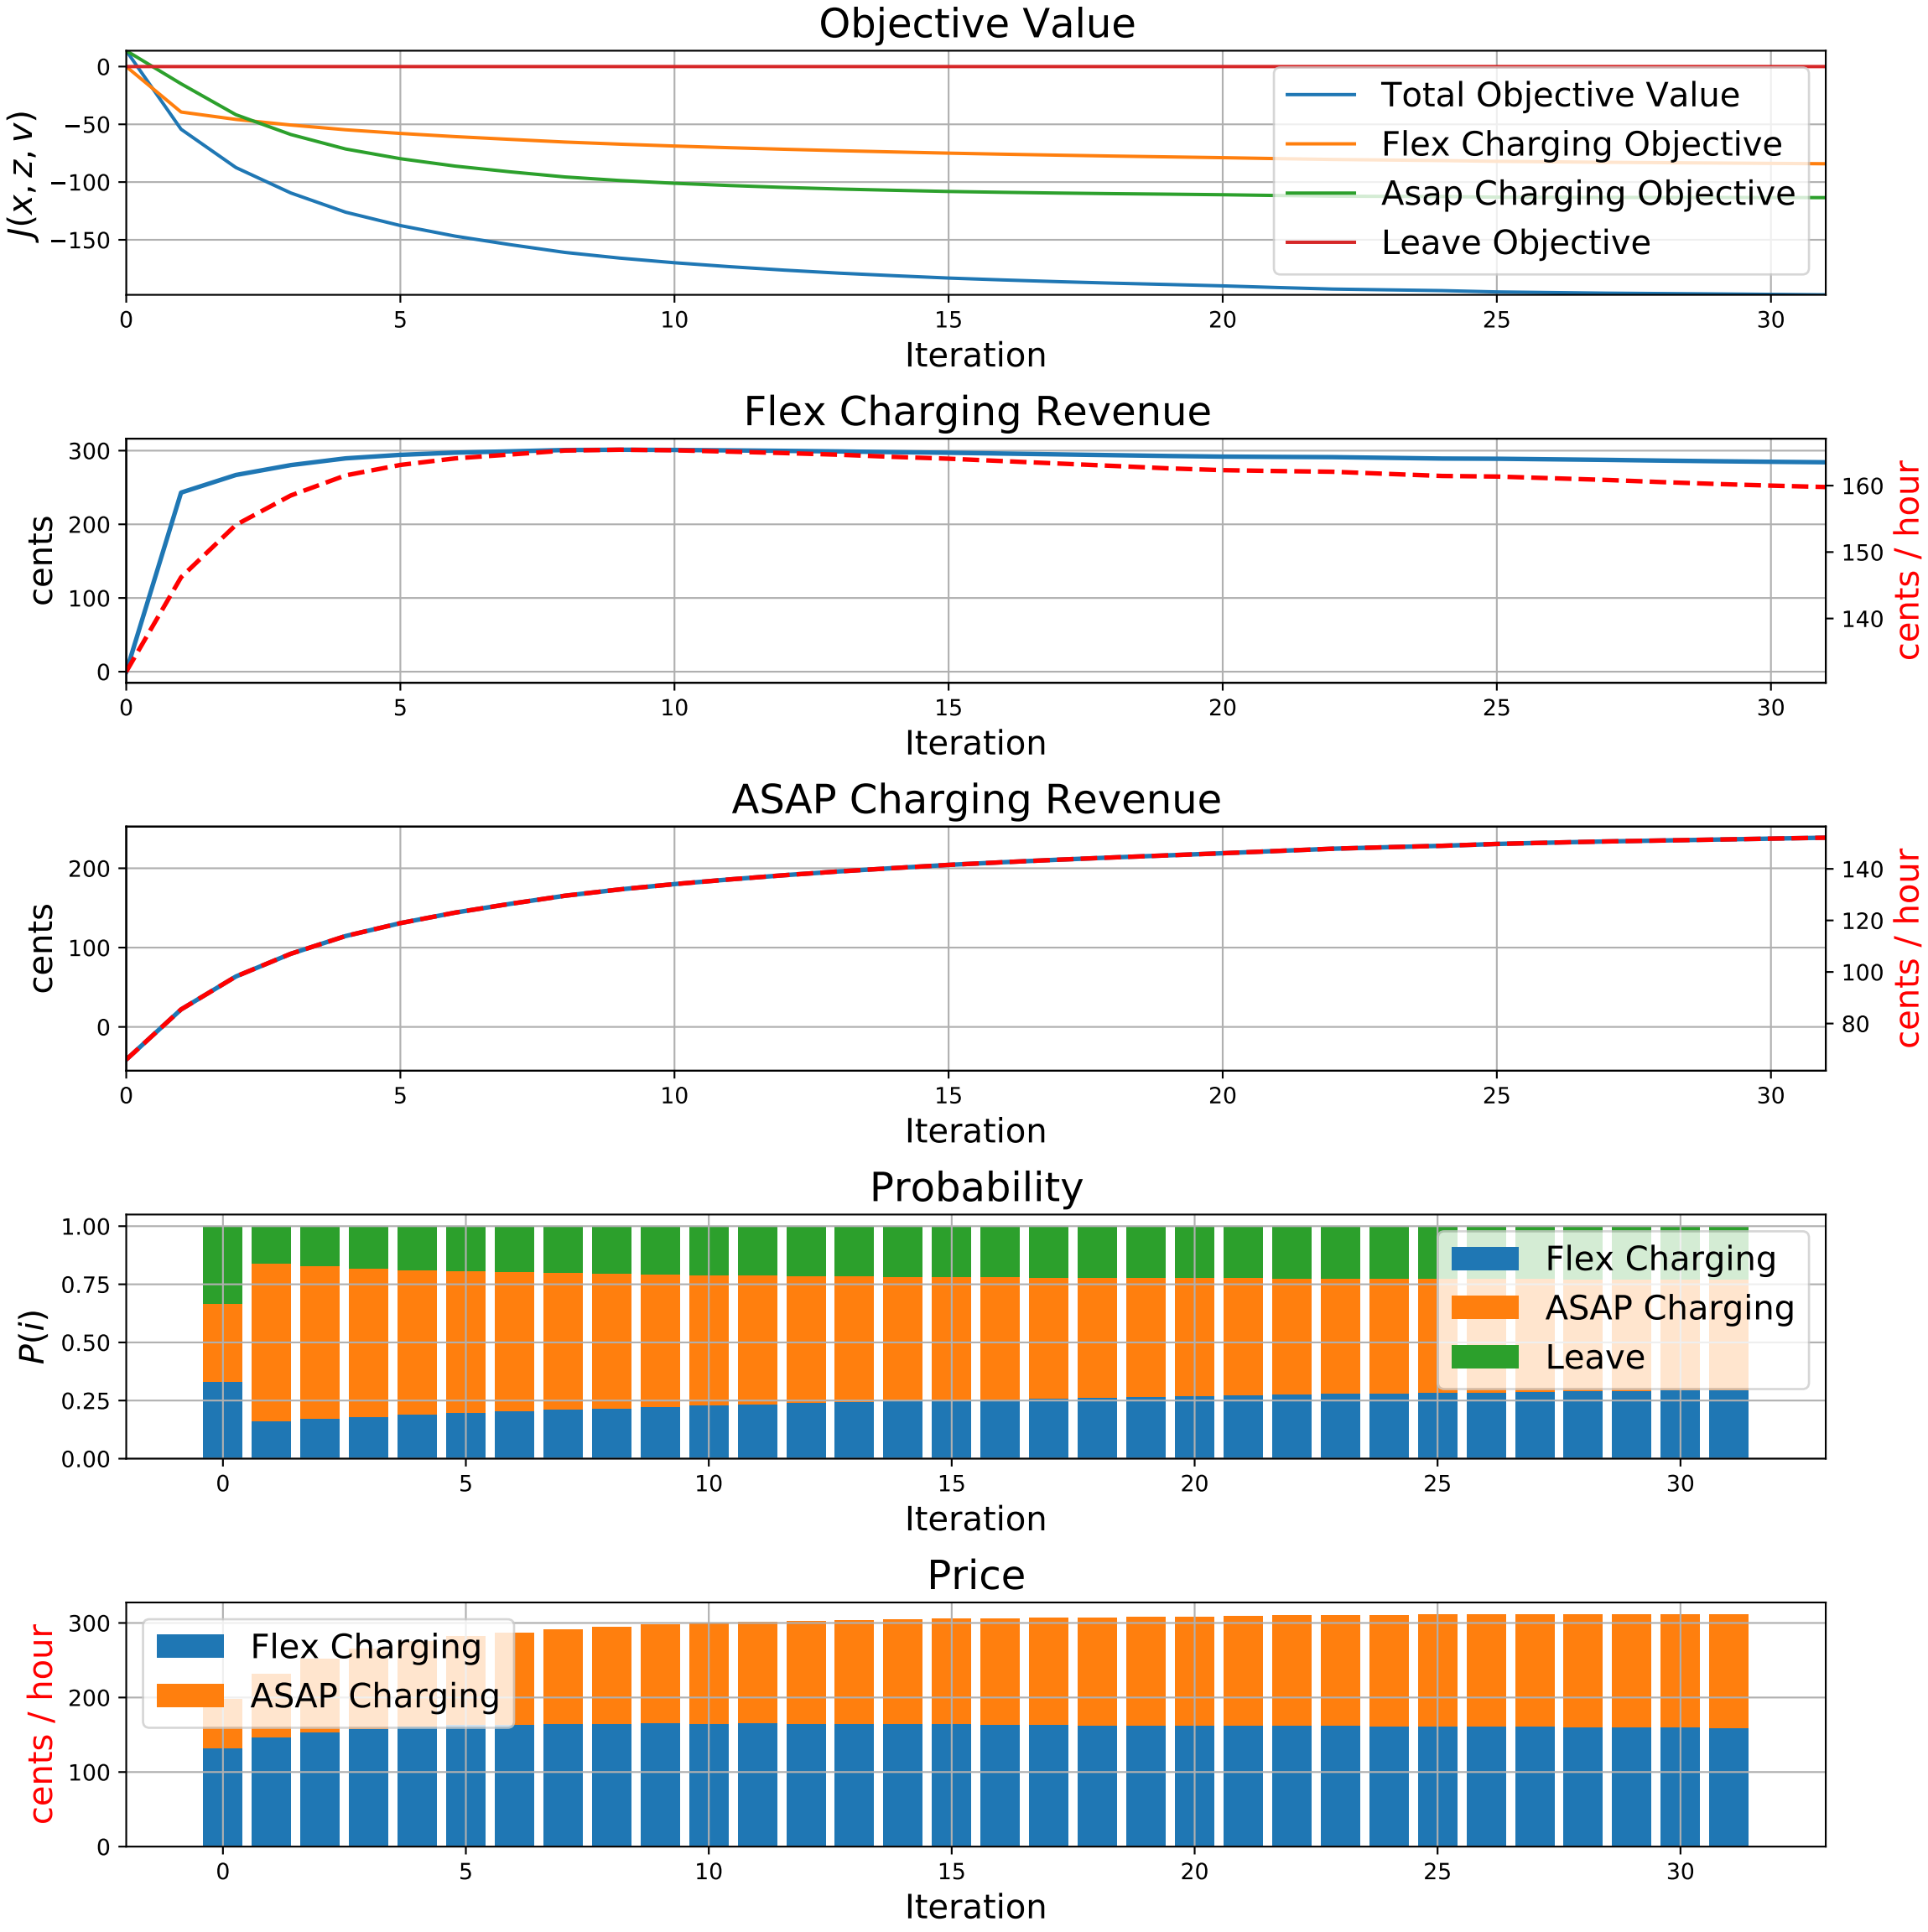 Objective Value
J(x, z, v)
0
−50
−100
−150
Total Objective Value
Flex Charging Objective
Asap Charging Objective
Leave Objective
0 5 10 15 20 25 30
Iteration
Flex Charging Revenue
cents
300
200
100
0
160
150
140
cents / hour
0 5 10 15 20 25 30
Iteration
ASAP Charging Revenue
cents
200
100
0
140
120
100
80
cents / hour
0 5 10 15 20 25 30
Iteration
Probability
P(i)
1.00
0.75
0.50
0.25
0.00
Flex Charging
ASAP Charging
Leave
0 5 10 15 20 25 30
Iteration
Price
cents / hour
300
200
100
0
Flex Charging
ASAP Charging
0 5 10 15 20 25 30
Iteration